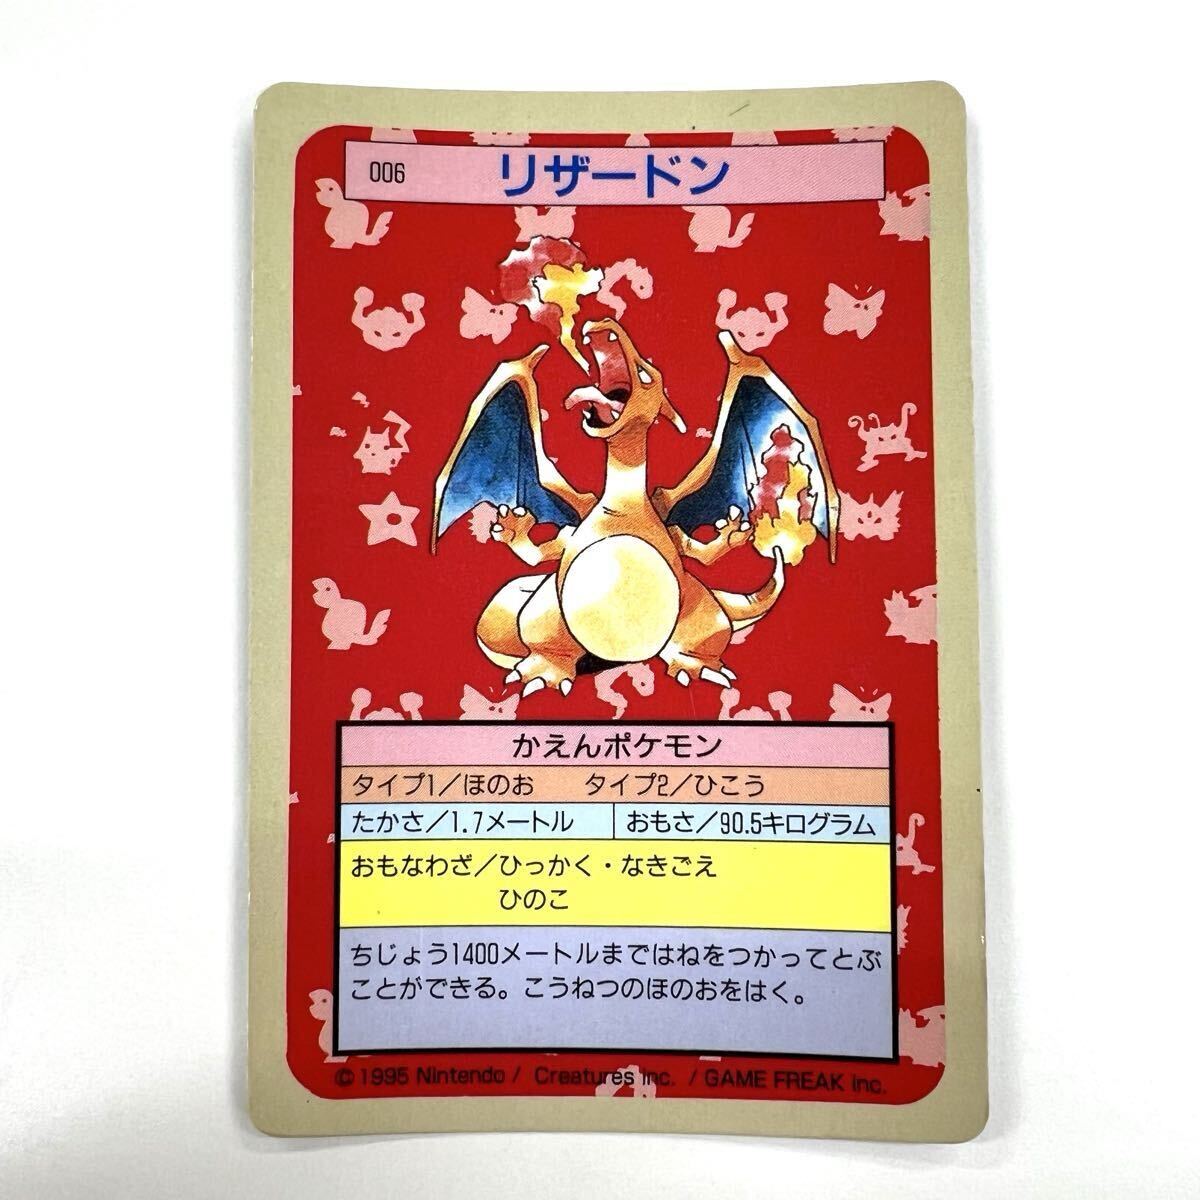 006 リザードン
かえんポケモン
タイプ1／ほのお タイプ2／ひこう
たかさ／1.7メートル おもさ／90.5キログラム
おもなわざ／ひっかく・なきごえ
ひのこ
ちじょう1400メートルまではねをつかってとぶ
ことができる。こうねつのほのおをはく。
© 1995 Nintendo / Creatures inc. / GAME FREAK inc.